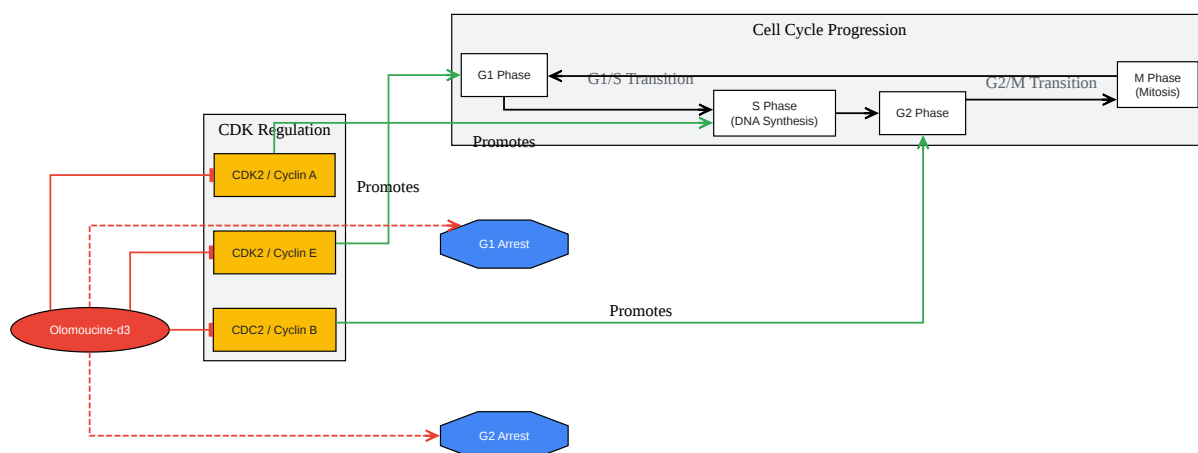 Cell Cycle Progression
G1 Phase
G1/S Transition
G2/M Transition
M Phase
(Mitosis)
S Phase
(DNA Synthesis)
G2 Phase
CDK Regulation
Promotes
CDK2 / Cyclin A
Promotes
CDK2 / Cyclin E
G1 Arrest
Promotes
Olomoucine-d3
CDC2 / Cyclin B
G2 Arrest